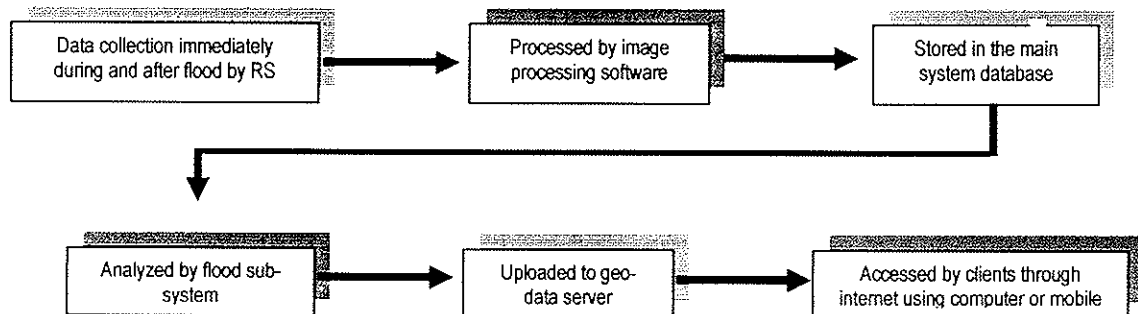 Data collection immediately
during and after flood by RS
Processed by image
processing software
Stored in the main
system database
Analyzed by flood sub-
system
Uploaded to geo-
data server
Accessed by clients through
internet using computer or mobile